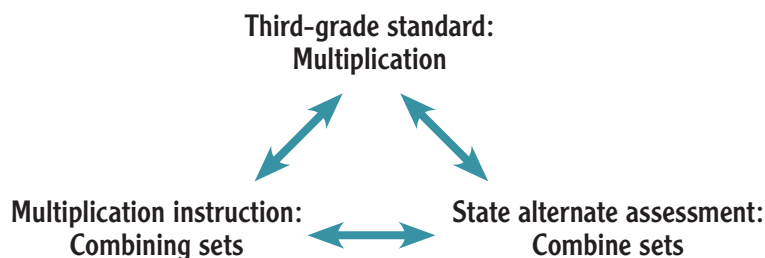 Third-grade standard:
Multiplication
Multiplication instruction:
Combining sets
State alternate assessment:
Combine sets